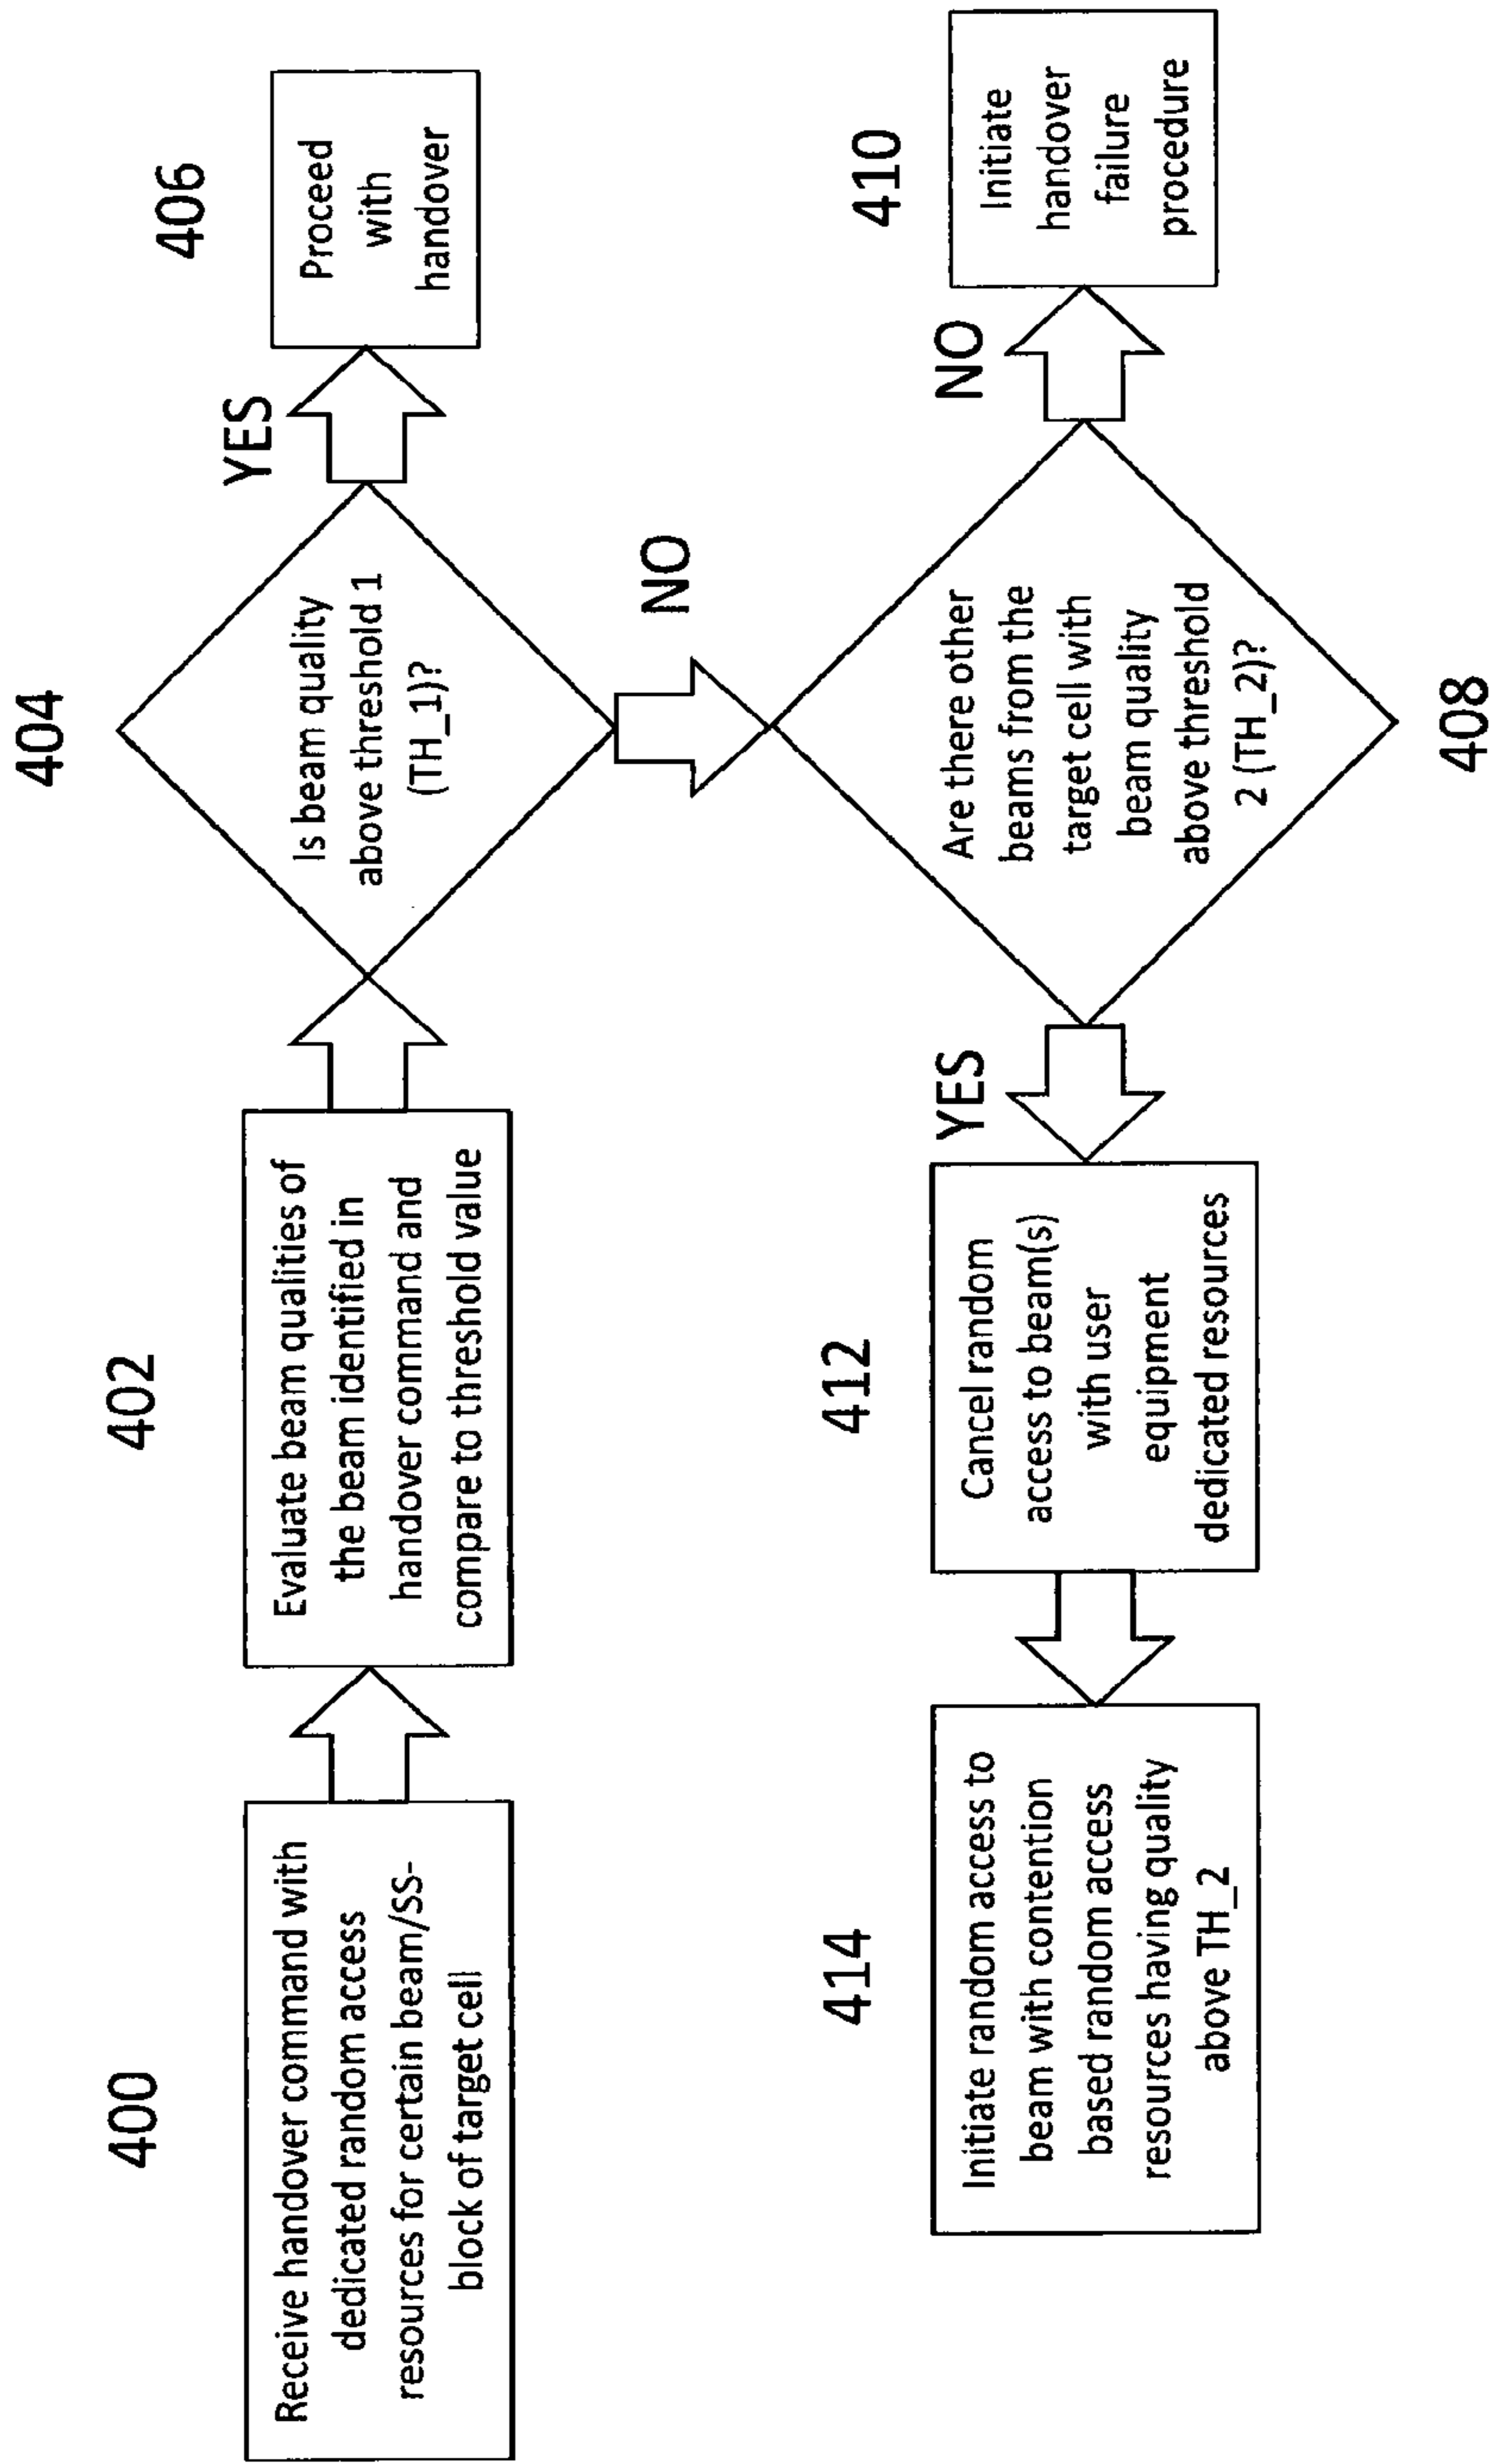 400
Receive handover command with
dedicated random access
resources for certain beam/SS-
block of target cell
402
Evaluate beam qualities of
the beam identified in
handover command and
compare to threshold value
404
Is beam quality
above threshold 1
(TH_1)?
YES
406
Proceed
with
handover
NO
408
Are there other
beams from the
target cell with
beam quality
above threshold
2 (TH_2)?
NO
410
Initiate
handover
failure
procedure
YES
412
Cancel random
access to beam(s)
with user
equipment
dedicated resources
414
Initiate random access to
beam with contention
based random access
resources having quality
above TH_2